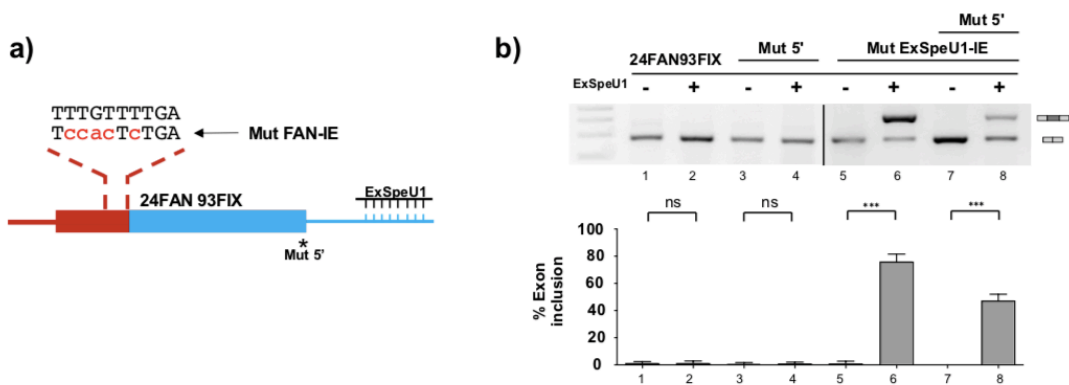 a)
TTTGTTTTGA
TccacTcTGA
Mut FAN-IE
24FAN 93FIX
ExSpeU1
*
Mut 5'
b)
Mut 5'
24FAN93FIX Mut 5' Mut ExSpeU1-IE
ExSpeU1 - + - + - + - +
1 2 3 4 5 6 7 8
ns ns *** ***
% Exon inclusion
100
80
60
40
20
0
1 2 3 4 5 6 7 8